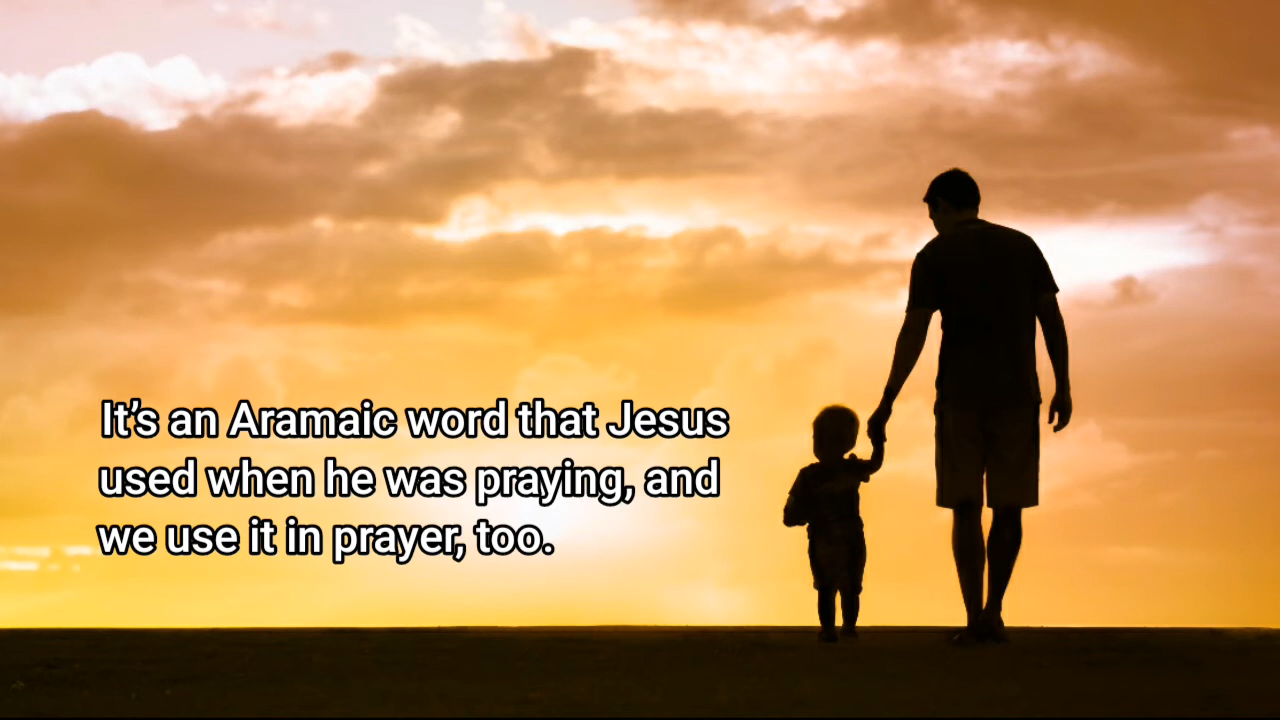 It’s an Aramaic word that Jesus
used when he was praying, and
we use it in prayer, too.